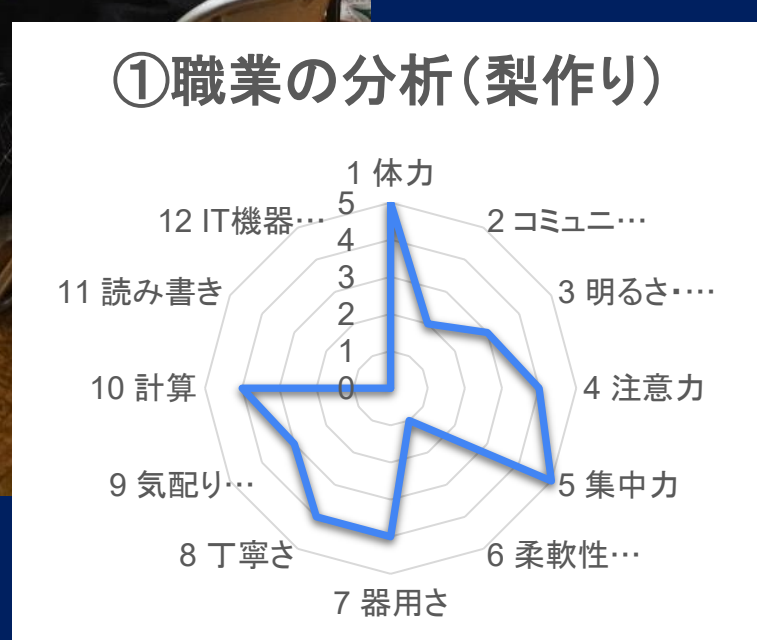 ①職業の分析（梨作り）
1 体力
2 コミュニ…
3 明るさ・…
4 注意力
5 集中力
6 柔軟性…
7 器用さ
8 丁寧さ
9 気配り…
10 計算
11 読み書き
12 IT機器…
5
4
3
2
1
0